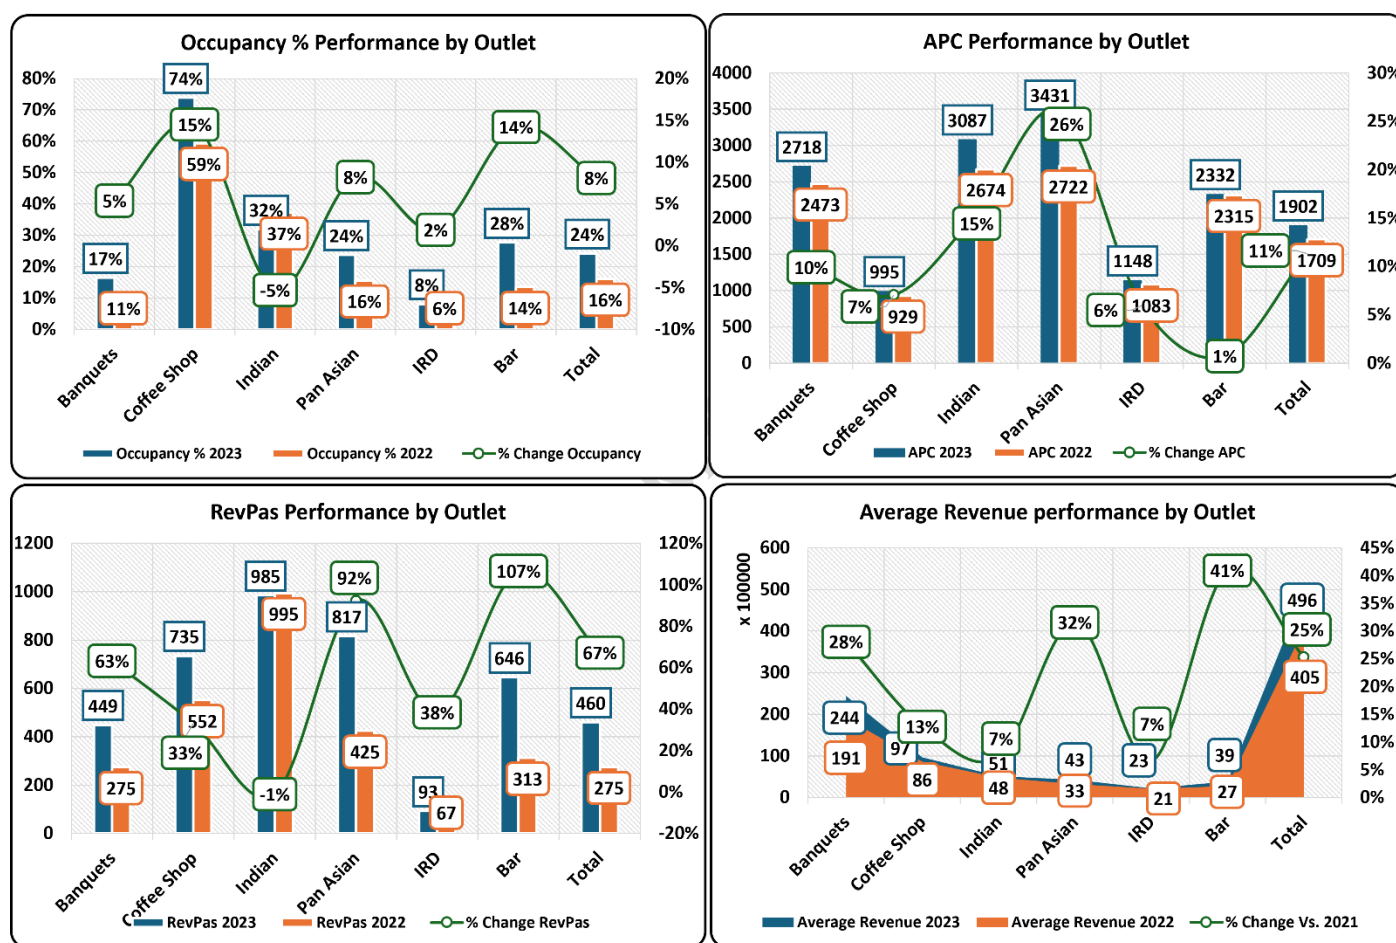 Occupancy % Performance by Outlet
80% 20%
74%
70% 15%
15% 14%
60% 10%
59%
50% 5%
5% 8% 8%
40% 0%
32% 37% 2% 28%
30% -5%
24% 24%
20% -10%
17% -5% 16% 8% 16%
10%
11% 6% 14%
0%
Banquets Coffee Shop Indian Pan Asian IRD Bar Total
Occupancy % 2023 Occupancy % 2022 % Change Occupancy
APC Performance by Outlet
4000 30%
3431
3500 25%
3087 26%
3000 20%
2718 2674 2722 2332
2500 15%
2473 2315
2000 10%
15% 1902
1500 5%
10% 1148 11% 1709
1000 0%
995 7% 929 6% 1083
500
1%
0
Banquets Coffee Shop Indian Pan Asian IRD Bar Total
APC 2023 APC 2022 % Change APC
RevPas Performance by Outlet
1200 120%
985 92% 107%
1000 100%
995 817
800 80%
735 63% 646 67%
600 60%
449 552 38% 460
400 40%
33% 425
200 20%
275 -1% 93 67 313 275
0 0%
-20%
Banquets Coffee Shop Indian Pan Asian IRD Bar Total
RevPas 2023 RevPas 2022 % Change RevPas
Average Revenue performance by Outlet
x 100000
600 45%
41%
500 40%
496
400 35%
28% 32% 25%
300 30%
405
200 25%
244 13% 7% 7%
100 20%
191 97 51 43 23 39
0 15%
86 48 33 21 27
10%
5%
0%
Banquets Coffee Shop Indian Pan Asian IRD Bar Total
Average Revenue 2023 Average Revenue 2022 % Change Vs. 2021